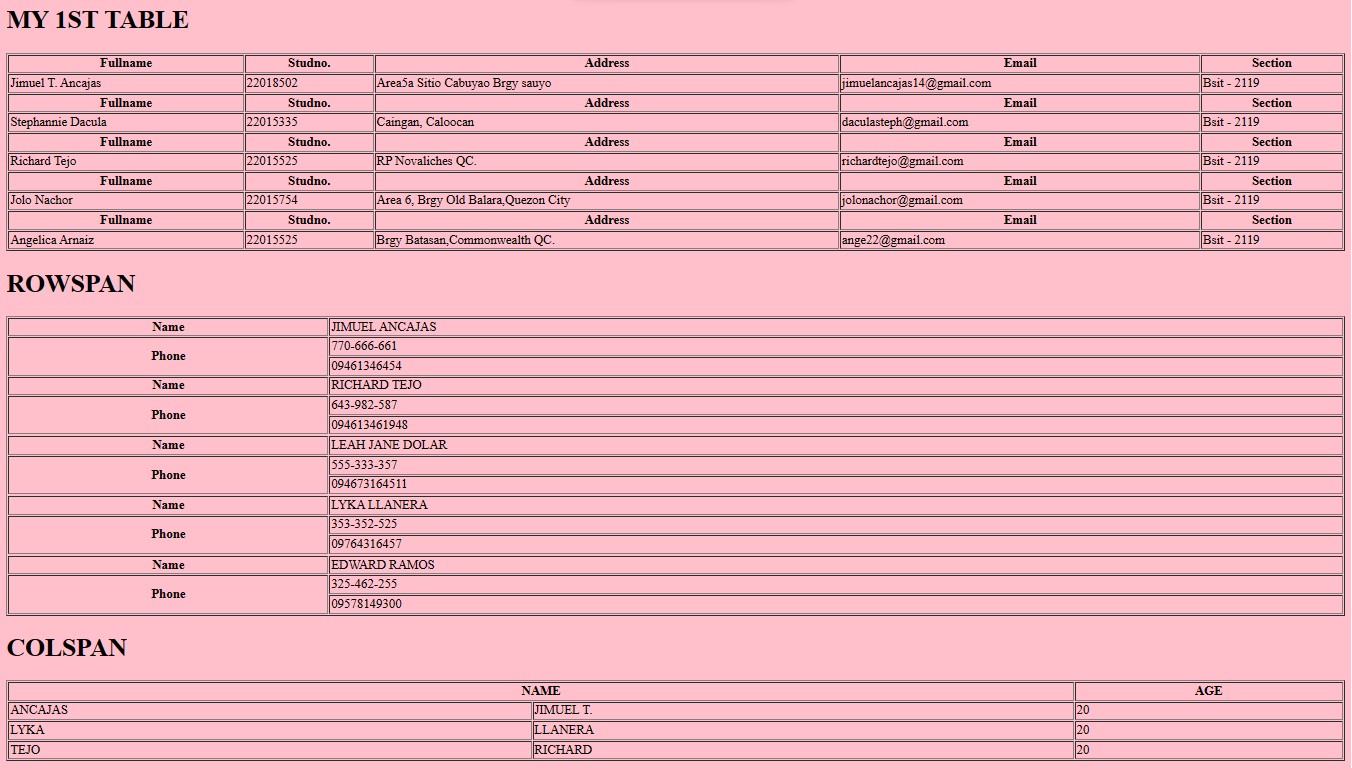 MY 1ST TABLE
Fullname Studno. Address Email Section
Jimuel T. Ancajas 22018502 Area5a Sitio Cabuyao Brgy sauyo jimuelancajas14@gmail.com Bsit - 2119
Fullname Studno. Address Email Section
Stephannie Dacula 22015335 Caingan, Caloocan daculasteph@gmail.com Bsit - 2119
Fullname Studno. Address Email Section
Richard Tejo 22015525 RP Novaliches QC. richardtejo@gmail.com Bsit - 2119
Fullname Studno. Address Email Section
Jolo Nachor 22015754 Area 6, Brgy Old Balara,Quezon City jolonachor@gmail.com Bsit - 2119
Fullname Studno. Address Email Section
Angelica Arnaiz 22015525 Brgy Batasan,Commonwealth QC. ange22@gmail.com Bsit - 2119
ROWSPAN
Name JIMUEL ANCAJAS
Phone 770-666-661
09461346454
Name RICHARD TEJO
Phone 643-982-587
094613461948
Name LEAH JANE DOLAR
Phone 555-333-357
094673164511
Name LYKA LLANERA
Phone 353-352-525
09764316457
Name EDWARD RAMOS
Phone 325-462-255
09578149300
COLSPAN
NAME AGE
ANCAJAS JIMUEL T. 20
LYKA LLANERA 20
TEJO RICHARD 20